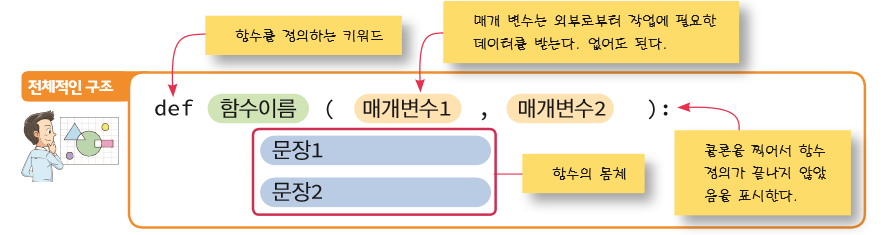 함수를 정의하는 키워드
매개 변수는 외부로부터 작업에 필요한
데이터를 받는다. 없어도 된다.
전체적인 구조
def 함수이름 ( 매개변수1 , 매개변수2 ):
문장1
문장2
함수의 몸체
콜론을 찍어서 함수
정의가 끝나지 않았
음을 표시한다.